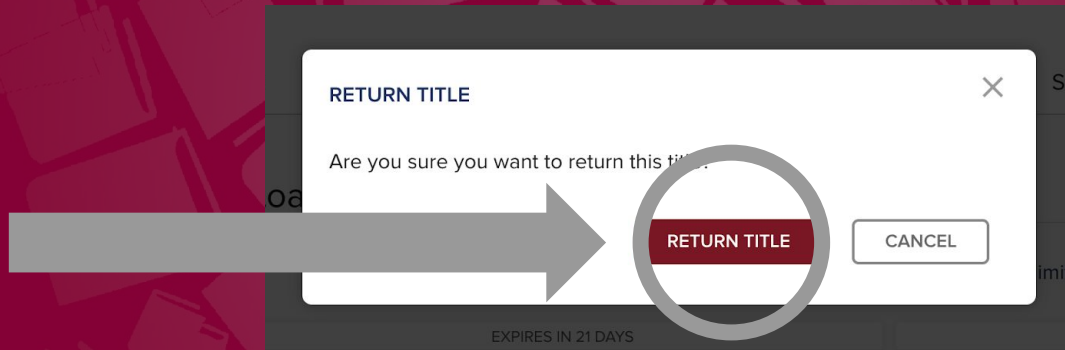 RETURN TITLE
Are you sure you want to return this title?
RETURN TITLE
CANCEL
EXPIRES IN 21 DAYS